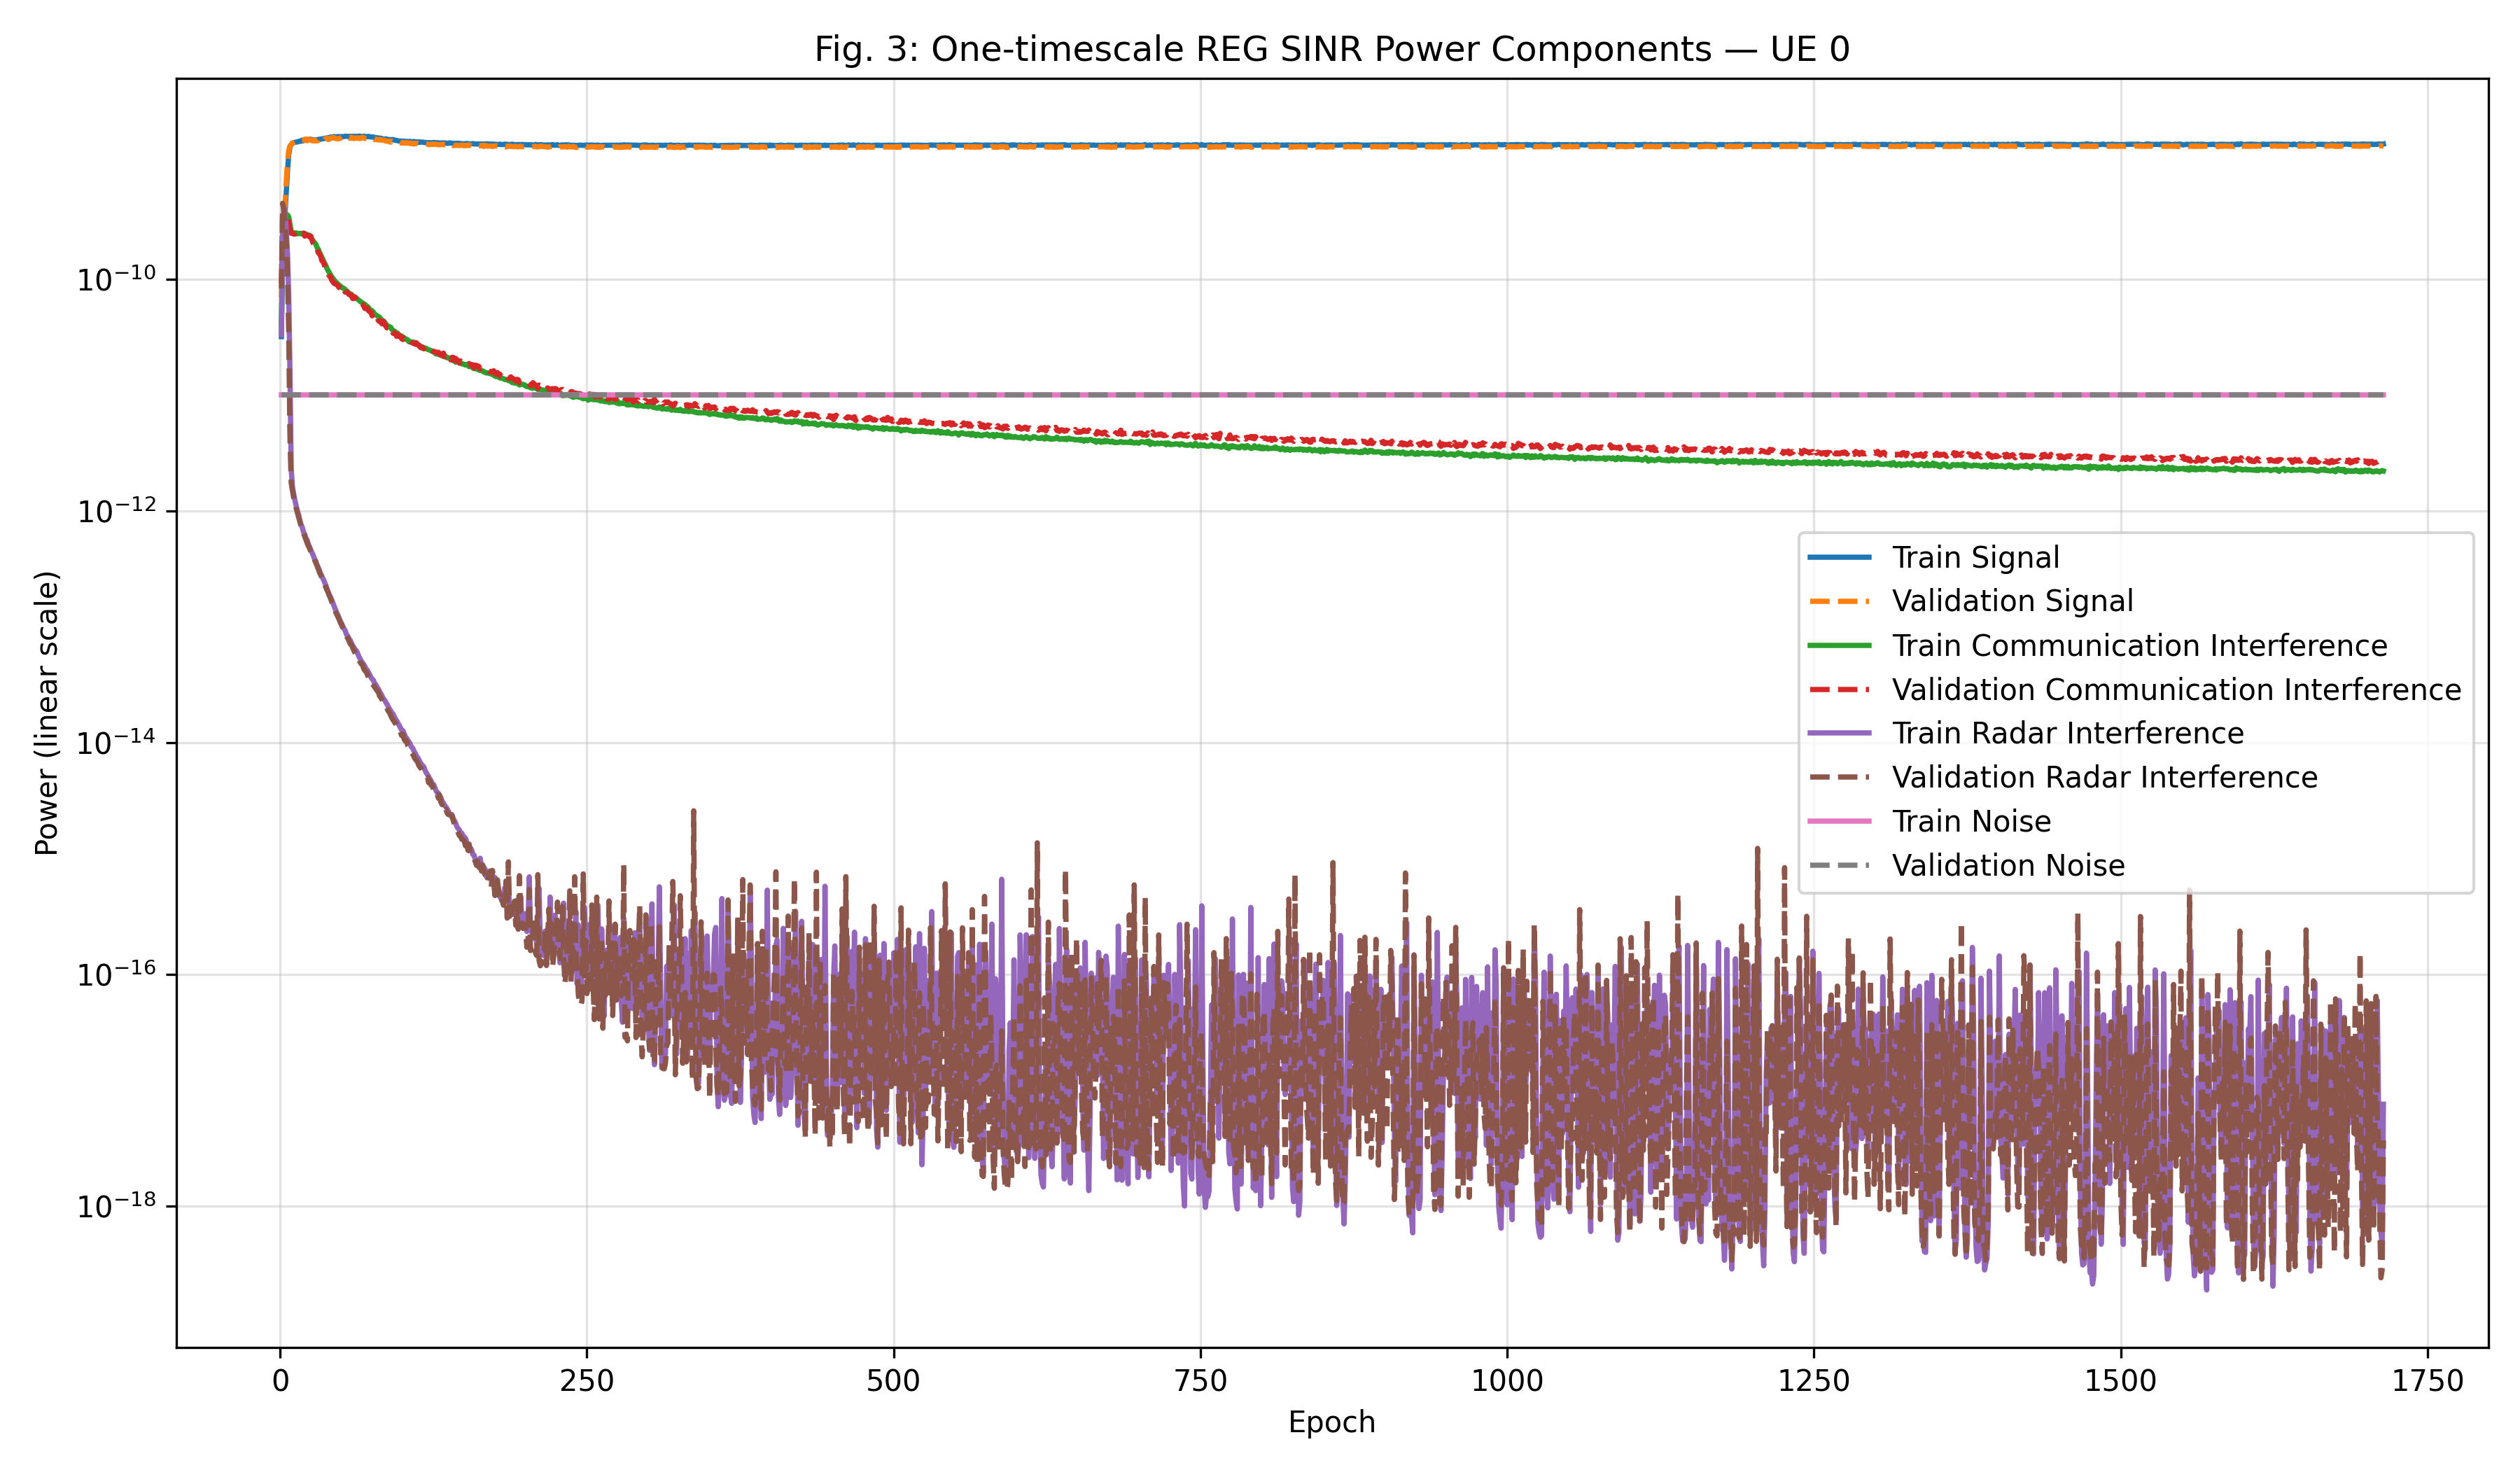 Fig. 3: One-timescale REG SINR Power Components — UE 0
Power (linear scale)
10⁻¹⁰
10⁻¹²
10⁻¹⁴
10⁻¹⁶
10⁻¹⁸
Train Signal
Validation Signal
Train Communication Interference
Validation Communication Interference
Train Radar Interference
Validation Radar Interference
Train Noise
Validation Noise
0 250 500 750 1000 1250 1500 1750
Epoch